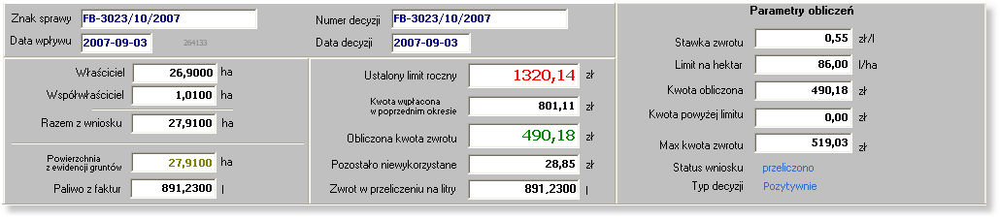 Znak sprawy FB-3023/10/2007
Data wpływu 2007-09-03 264133
Numer decyzji FB-3023/10/2007
Data decyzji 2007-09-03
Właściciel 26,9000 ha
Współwłaściciel 1,0100 ha
Razem z wniosku 27,9100 ha
Powierzchnia
z ewidencji gruntów 27,9100 ha
Paliwo z faktur 891,2300 l
Ustalony limit roczny 1320,14 zł
Kwota wypłacona
w poprzednim okresie 801,11 zł
Obliczona kwota zwrotu 490,18 zł
Pozostało niewykorzystane 28,85 zł
Zwrot w przeliczeniu na litry 891,2300 l
Parametry obliczeń
Stawka zwrotu 0,55 zł/l
Limit na hektar 86,00 l/ha
Kwota obliczona 490,18 zł
Kwota powyżej limitu 0,00 zł
Max kwota zwrotu 519,03 zł
Status wniosku przeliczono
Typ decyzji Pozytywnie